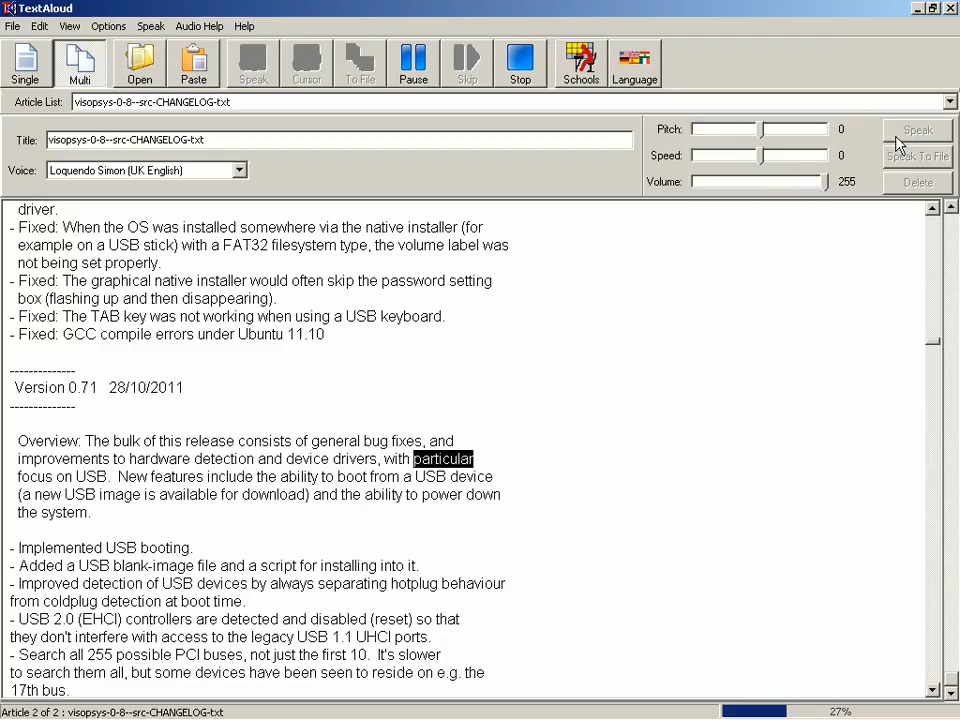 TextAloud
File Edit View Options Speak Audio Help Help
Single Multi Open Paste Speak Cursor To File Pause Skip Stop Schools Language
Article List: visopsys-0-8--src-CHANGELOG-txt
Title: visopsys-0-8--src-CHANGELOG-txt
Voice: Loquendo Simon (UK English)
Pitch: 0 Speak
Speed: 0 Speak To File
Volume: 255 Delete
driver.
- Fixed: When the OS was installed somewhere via the native installer (for
example on a USB stick) with a FAT32 filesystem type, the volume label was
not being set properly.
- Fixed: The graphical native installer would often skip the password setting
box (flashing up and then disappearing).
- Fixed: The TAB key was not working when using a USB keyboard.
- Fixed: GCC compile errors under Ubuntu 11.10
--------------
Version 0.71 28/10/2011
--------------
Overview: The bulk of this release consists of general bug fixes, and
improvements to hardware detection and device drivers, with particular
focus on USB. New features include the ability to boot from a USB device
(a new USB image is available for download) and the ability to power down
the system.
- Implemented USB booting.
- Added a USB blank-image file and a script for installing into it.
- Improved detection of USB devices by always separating hotplug behaviour
from coldplug detection at boot time.
- USB 2.0 (EHCI) controllers are detected and disabled (reset) so that
they don't interfere with access to the legacy USB 1.1 UHCI ports.
- Search all 255 possible PCI buses, not just the first 10. It's slower
to search them all, but some devices have been seen to reside on e.g. the
17th bus.
Article 2 of 2 : visopsys-0-8--src-CHANGELOG-txt 27%